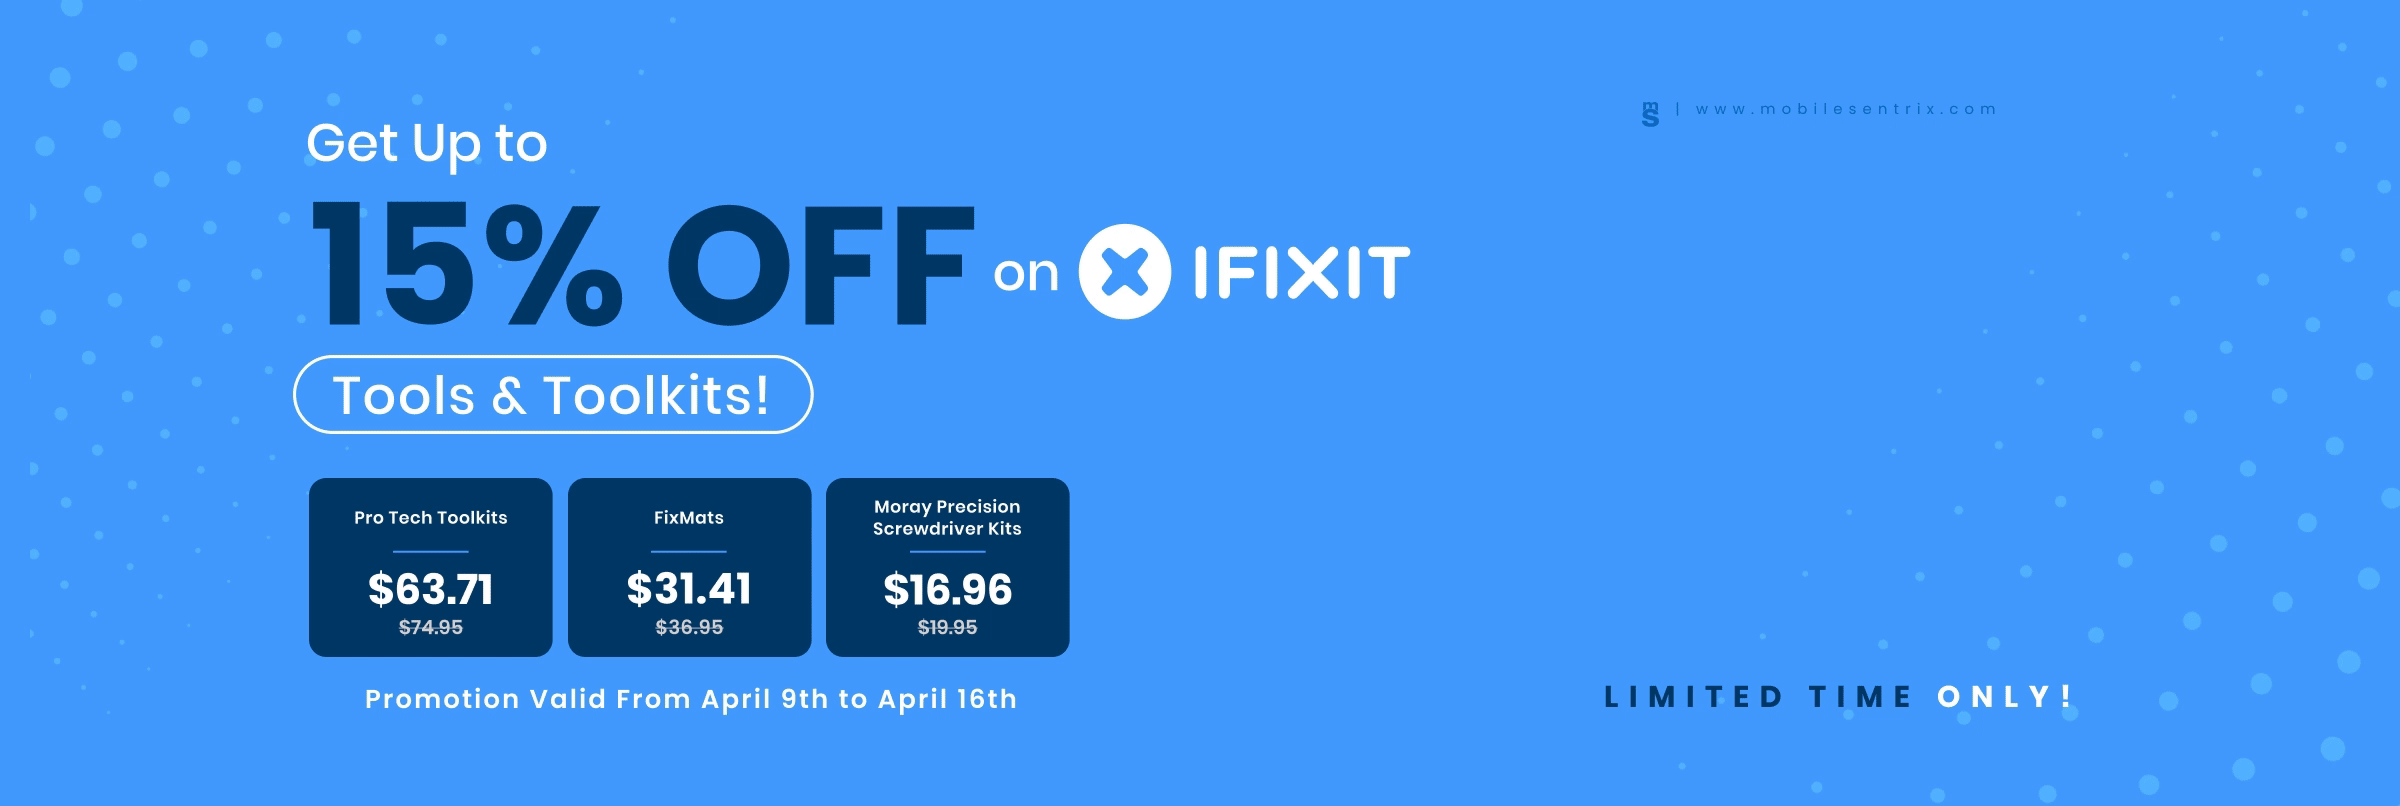 Get Up to
15% OFF on IFIXIT
Tools & Toolkits!
Pro Tech Toolkits
$63.71
$74.95
FixMats
$31.41
$36.95
Moray Precision
Screwdriver Kits
$16.96
$19.95
Promotion Valid From April 9th to April 16th
ms | www.mobilesentrix.com
LIMITED TIME ONLY!